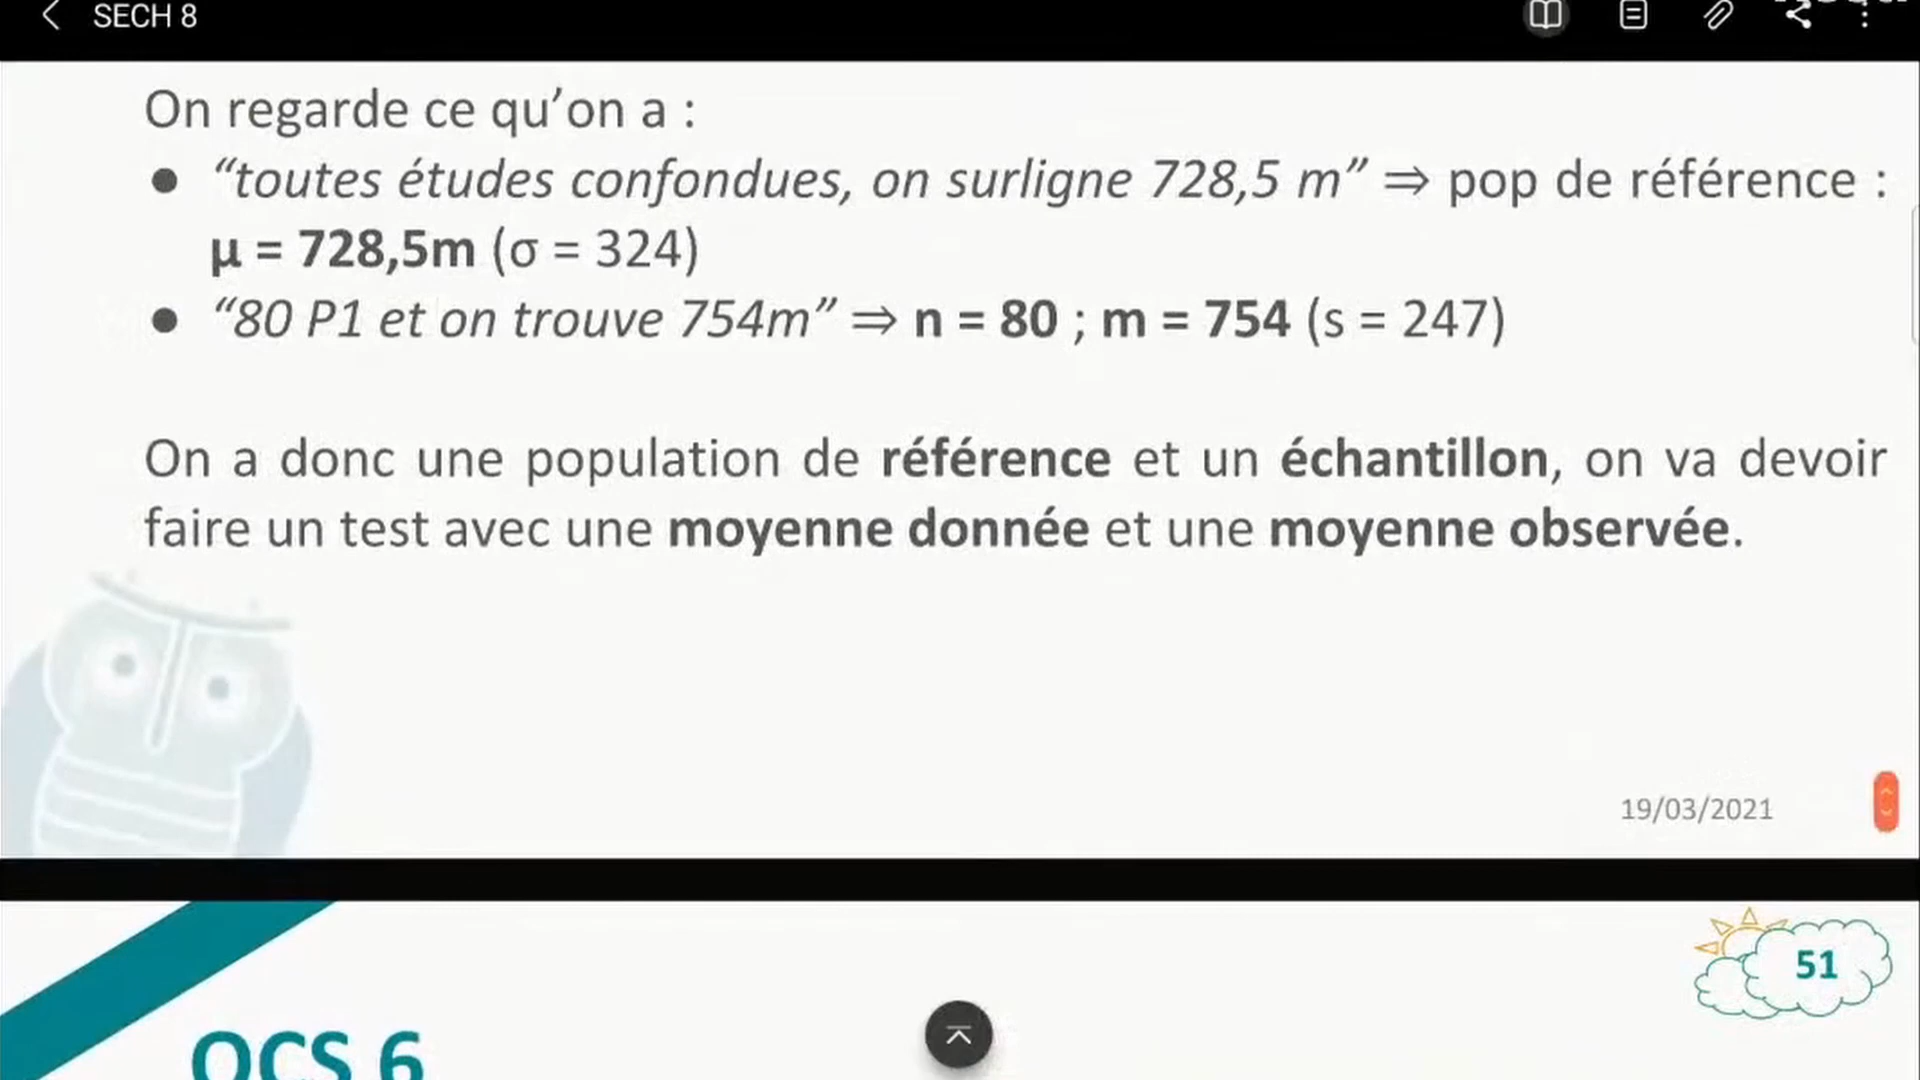 SECH 8
On regarde ce qu’on a :
● “toutes études confondues, on surligne 728,5 m” ⇒ pop de référence :
µ = 728,5m (σ = 324)
● “80 P1 et on trouve 754m” ⇒ n = 80 ; m = 754 (s = 247)
On a donc une population de référence et un échantillon, on va devoir
faire un test avec une moyenne donnée et une moyenne observée.
19/03/2021
51
QCS 6